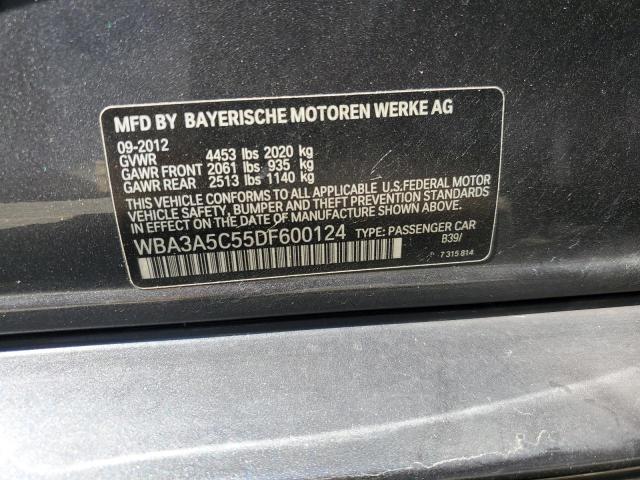 MFD BY BAYERISCHE MOTOREN WERKE AG
09-2012
GVWR 4453 lbs 2020 kg
GAWR FRONT 2061 lbs 935 kg
GAWR REAR 2513 lbs 1140 kg
THIS VEHICLE CONFORMS TO ALL APPLICABLE U.S.FEDERAL MOTOR
VEHICLE SAFETY, BUMPER AND THEFT PREVENTION STANDARDS
IN EFFECT ON THE DATE OF MANUFACTURE SHOWN ABOVE.
WBA3A5C55DF600124 TYPE: PASSENGER CAR
B39/
7 315 814